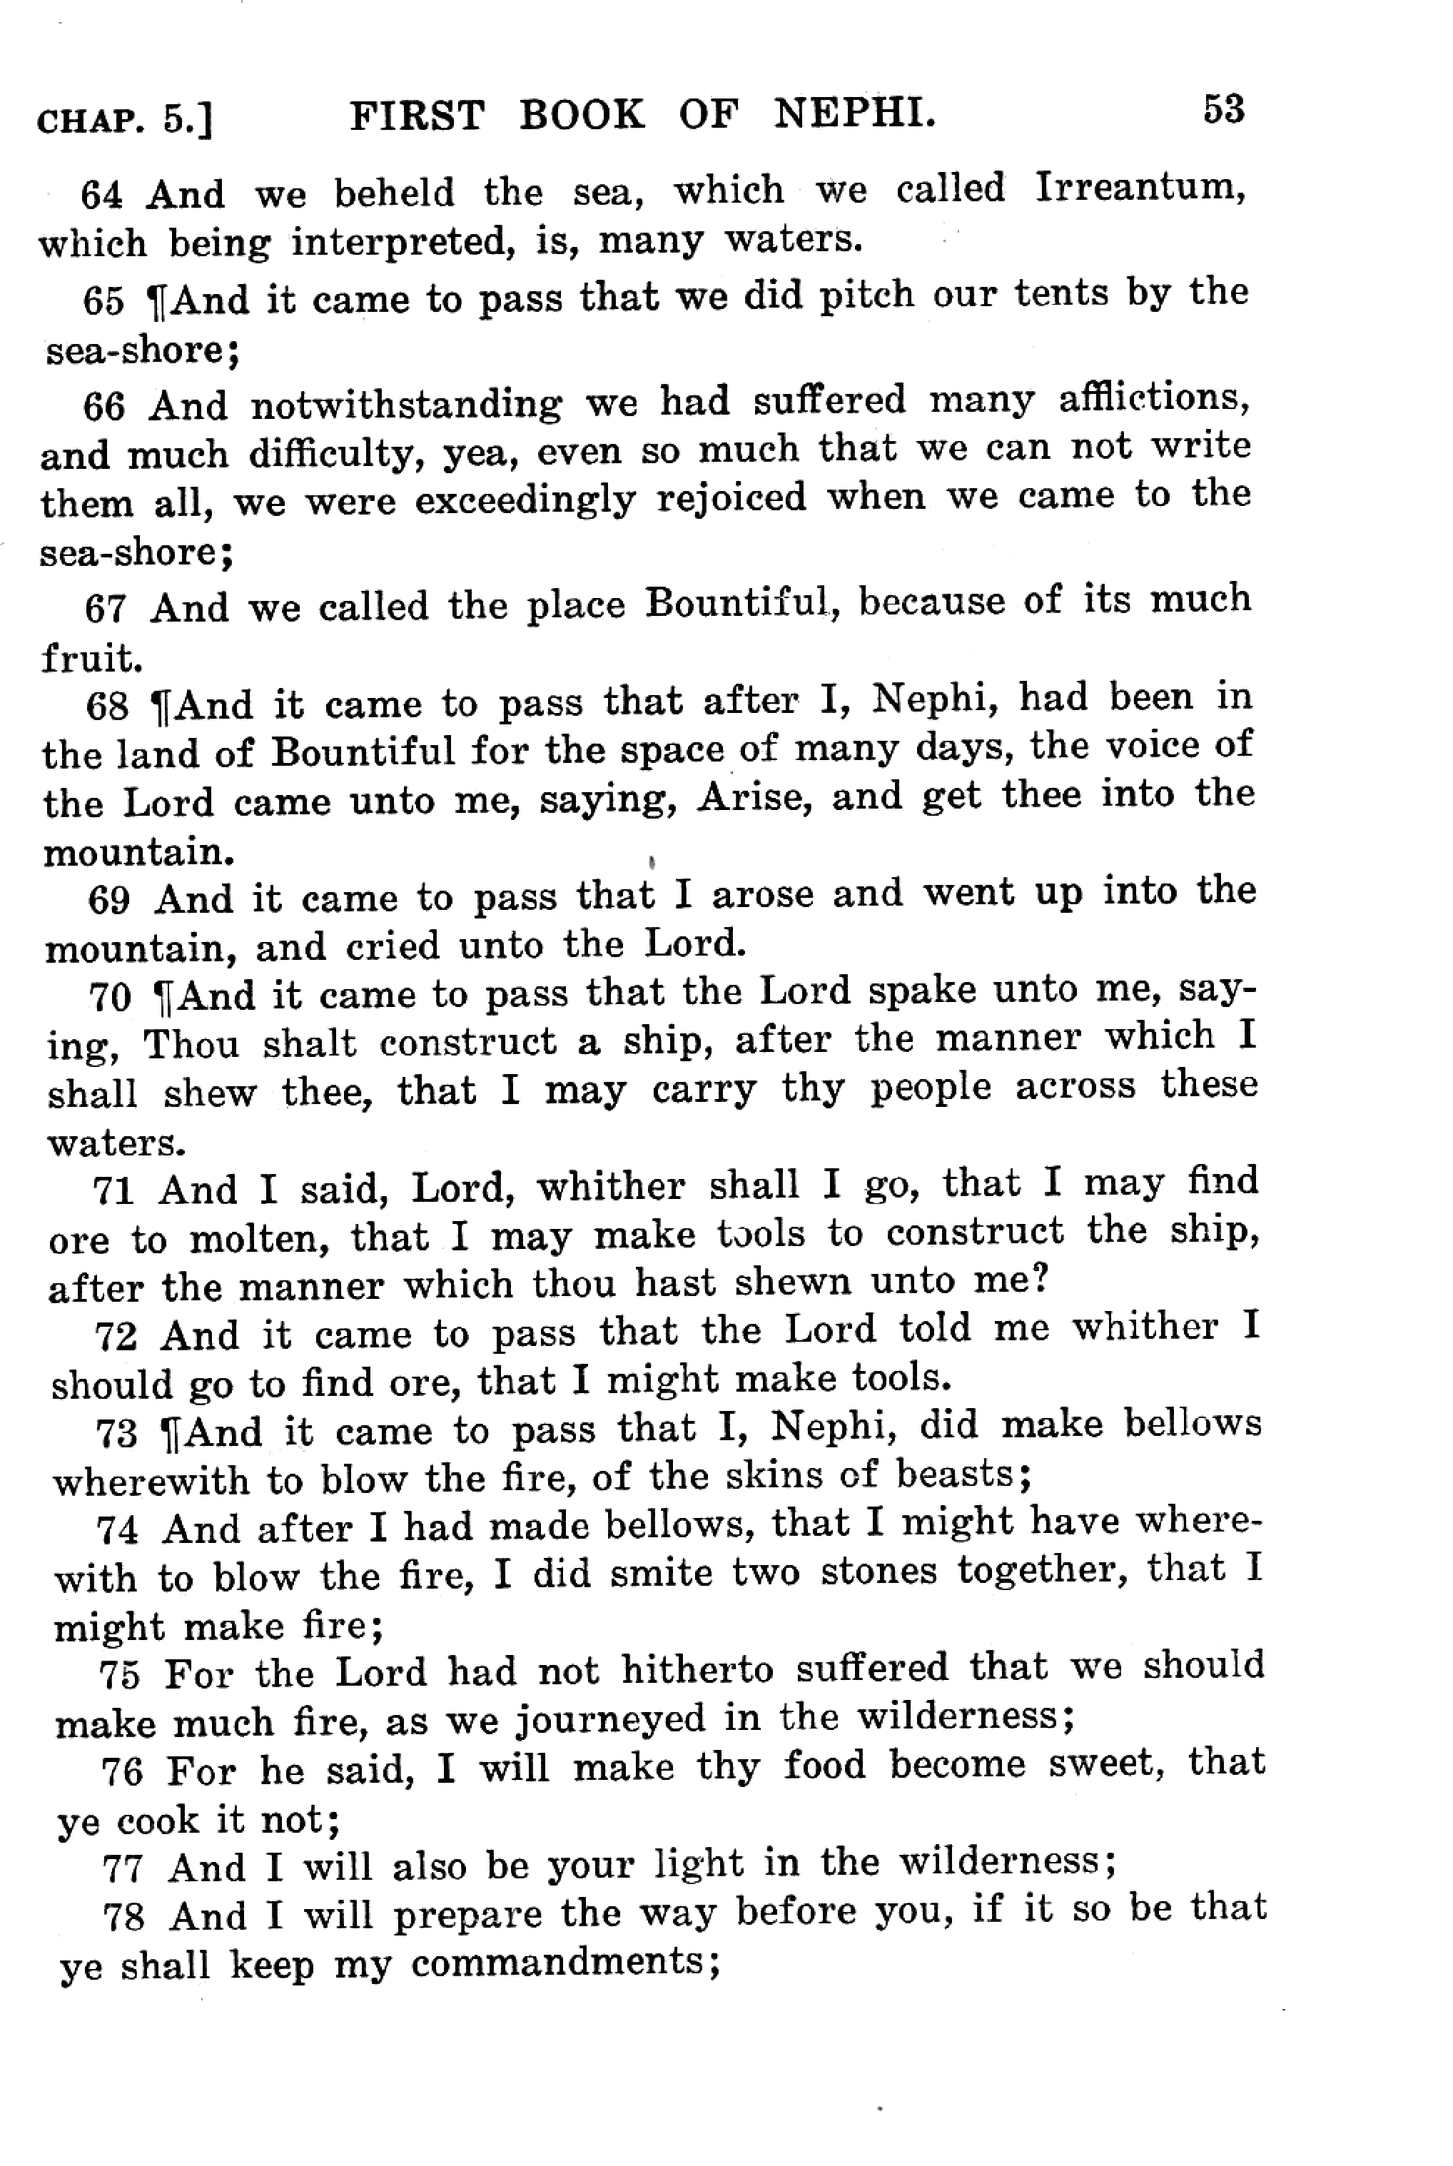 CHAP. 5.] FIRST BOOK OF NEPHI. 53
64 And we beheld the sea, which we called Irreantum,
which being interpreted, is, many waters.
65 ¶And it came to pass that we did pitch our tents by the
sea-shore;
66 And notwithstanding we had suffered many afflictions,
and much difficulty, yea, even so much that we can not write
them all, we were exceedingly rejoiced when we came to the
sea-shore;
67 And we called the place Bountiful, because of its much
fruit.
68 ¶And it came to pass that after I, Nephi, had been in
the land of Bountiful for the space of many days, the voice of
the Lord came unto me, saying, Arise, and get thee into the
mountain.
69 And it came to pass that I arose and went up into the
mountain, and cried unto the Lord.
70 ¶And it came to pass that the Lord spake unto me, say-
ing, Thou shalt construct a ship, after the manner which I
shall shew thee, that I may carry thy people across these
waters.
71 And I said, Lord, whither shall I go, that I may find
ore to molten, that I may make tools to construct the ship,
after the manner which thou hast shewn unto me?
72 And it came to pass that the Lord told me whither I
should go to find ore, that I might make tools.
73 ¶And it came to pass that I, Nephi, did make bellows
wherewith to blow the fire, of the skins of beasts;
74 And after I had made bellows, that I might have where-
with to blow the fire, I did smite two stones together, that I
might make fire;
75 For the Lord had not hitherto suffered that we should
make much fire, as we journeyed in the wilderness;
76 For he said, I will make thy food become sweet, that
ye cook it not;
77 And I will also be your light in the wilderness;
78 And I will prepare the way before you, if it so be that
ye shall keep my commandments;